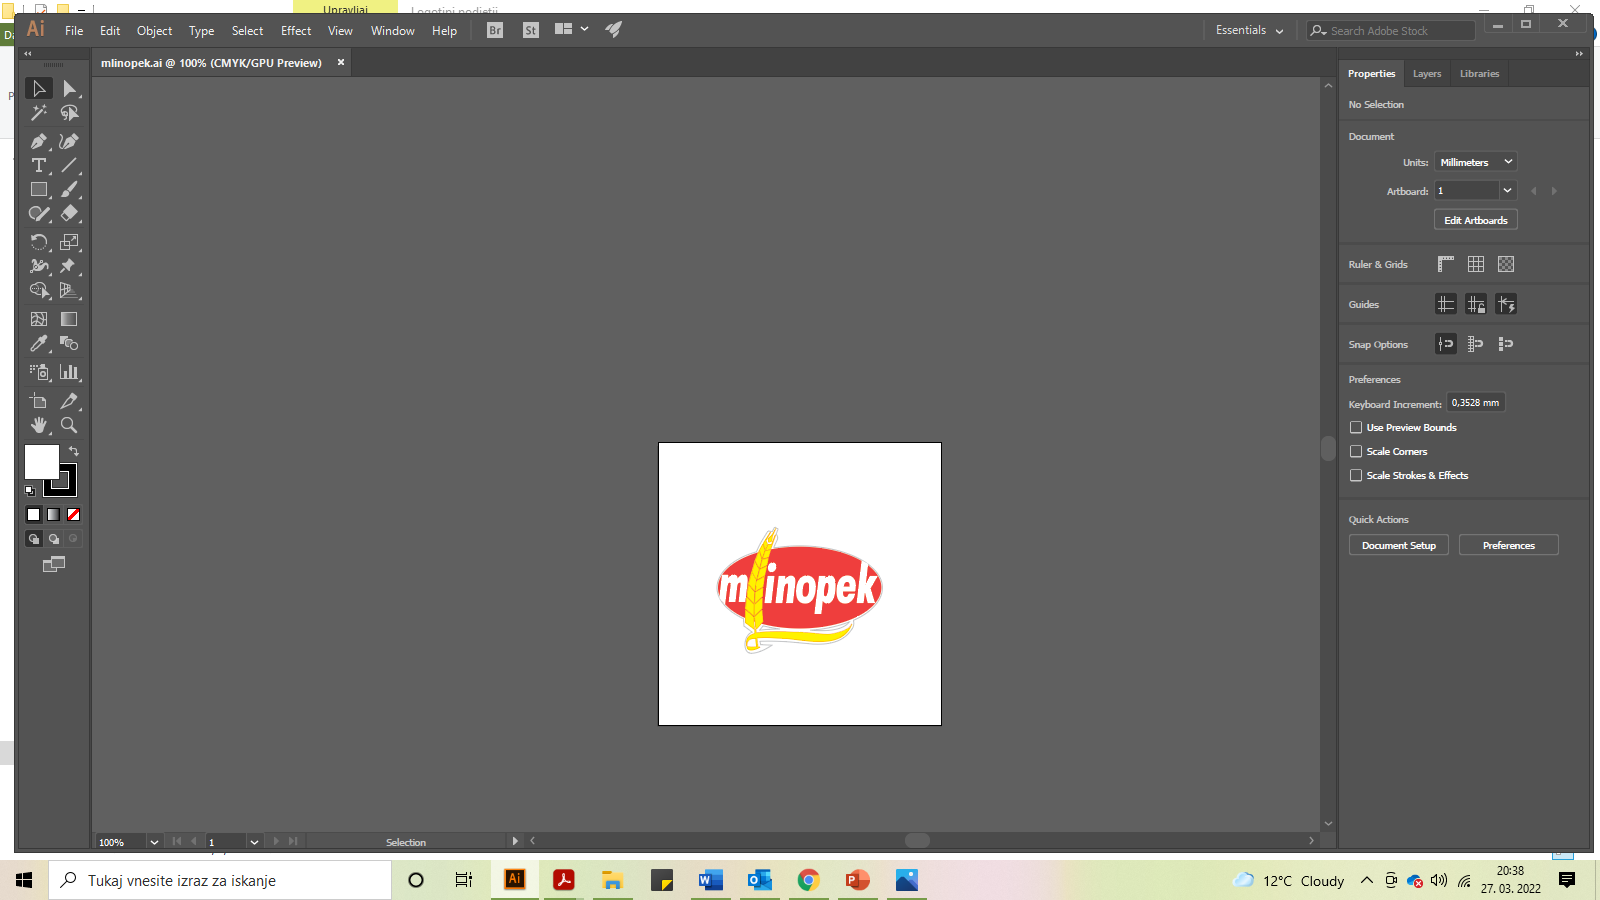 Upravljaj
Logotipi podjetij
Ai File Edit Object Type Select Effect View Window Help Br St Essentials Search Adobe Stock
mlinopek.ai @ 100% (CMYK/GPU Preview)
Properties Layers Libraries
No Selection
Document
Units: Millimeters
Artboard: 1
Edit Artboards
Ruler & Grids
Guides
Snap Options
Preferences
Keyboard Increment: 0,3528 mm
Use Preview Bounds
Scale Corners
Scale Strokes & Effects
Quick Actions
Document Setup Preferences
mlinopek
100% 1 Selection
Tukaj vnesite izraz za iskanje
12°C Cloudy
20:38
27. 03. 2022